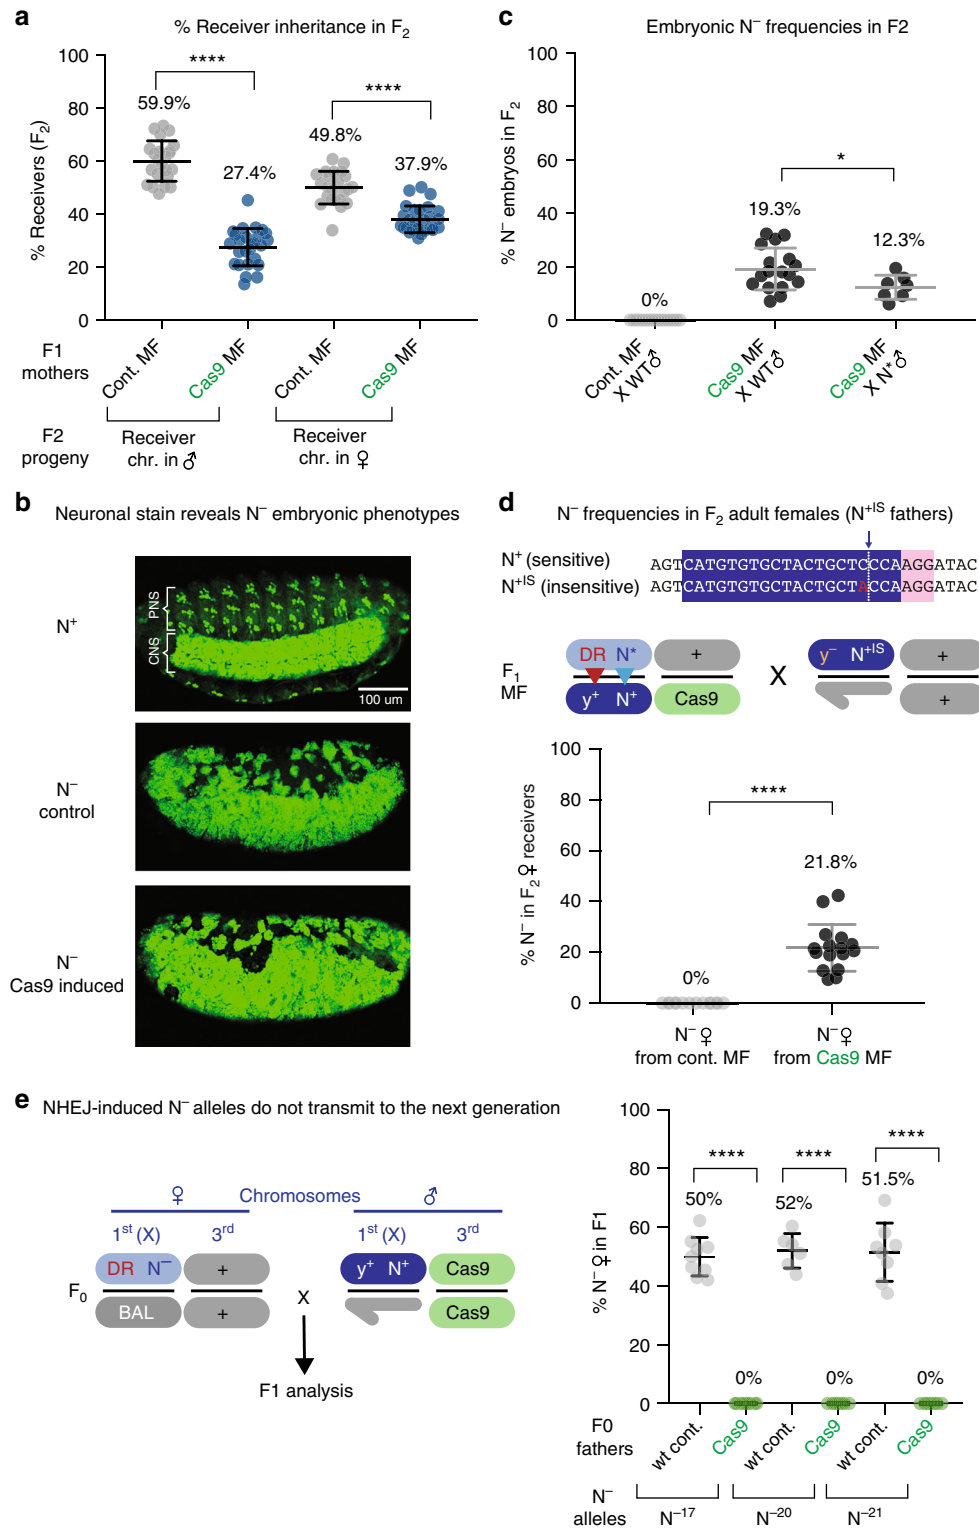 a
% Receiver inheritance in F2
% Receivers (F2)
100
80
60
40
20
0
****
****
59.9%
27.4%
49.8%
37.9%
F1
mothers
Cont. MF
Cas9 MF
Cont. MF
Cas9 MF
F2
progeny
Receiver
chr. in ♂
Receiver
chr. in ♀
c
Embryonic N⁻ frequencies in F2
% N⁻ embryos in F2
100
80
60
40
20
0
*
0%
19.3%
12.3%
Cont. MF
X WT♂
Cas9 MF
X WT♂
Cas9 MF
X N*♂
b
Neuronal stain reveals N⁻ embryonic phenotypes
N⁺
PNS
CNS
100 um
N⁻
control
N⁻
Cas9 induced
d
N⁻ frequencies in F2 adult females (N⁺ᴵˢ fathers)
N⁺ (sensitive)
AGTCATGTGTGCTACTGCTCCCAAGGATAC
N⁺ᴵˢ (insensitive)
AGTCATGTGTGCTACTGCTACCAAGGATAC
F1
MF
DR N*
+
y⁺ N⁺
Cas9
X
y⁻ N⁺ᴵˢ
+
+
% N⁻ in F2 ♀ receivers
100
80
60
40
20
0
****
0%
21.8%
N⁻ ♀
from cont. MF
N⁻ ♀
from Cas9 MF
e
NHEJ-induced N⁻ alleles do not transmit to the next generation
♀
Chromosomes
♂
1st (X)
3rd
1st (X)
3rd
F0
DR N⁻
+
BAL
+
X
y⁺ N⁺
Cas9
Cas9
F1 analysis
% N⁻ ♀ in F1
100
80
60
40
20
0
****
****
****
50%
52%
51.5%
0%
0%
0%
F0
fathers
wt cont.
Cas9
wt cont.
Cas9
wt cont.
Cas9
N⁻
alleles
N⁻¹⁷
N⁻²⁰
N⁻²¹